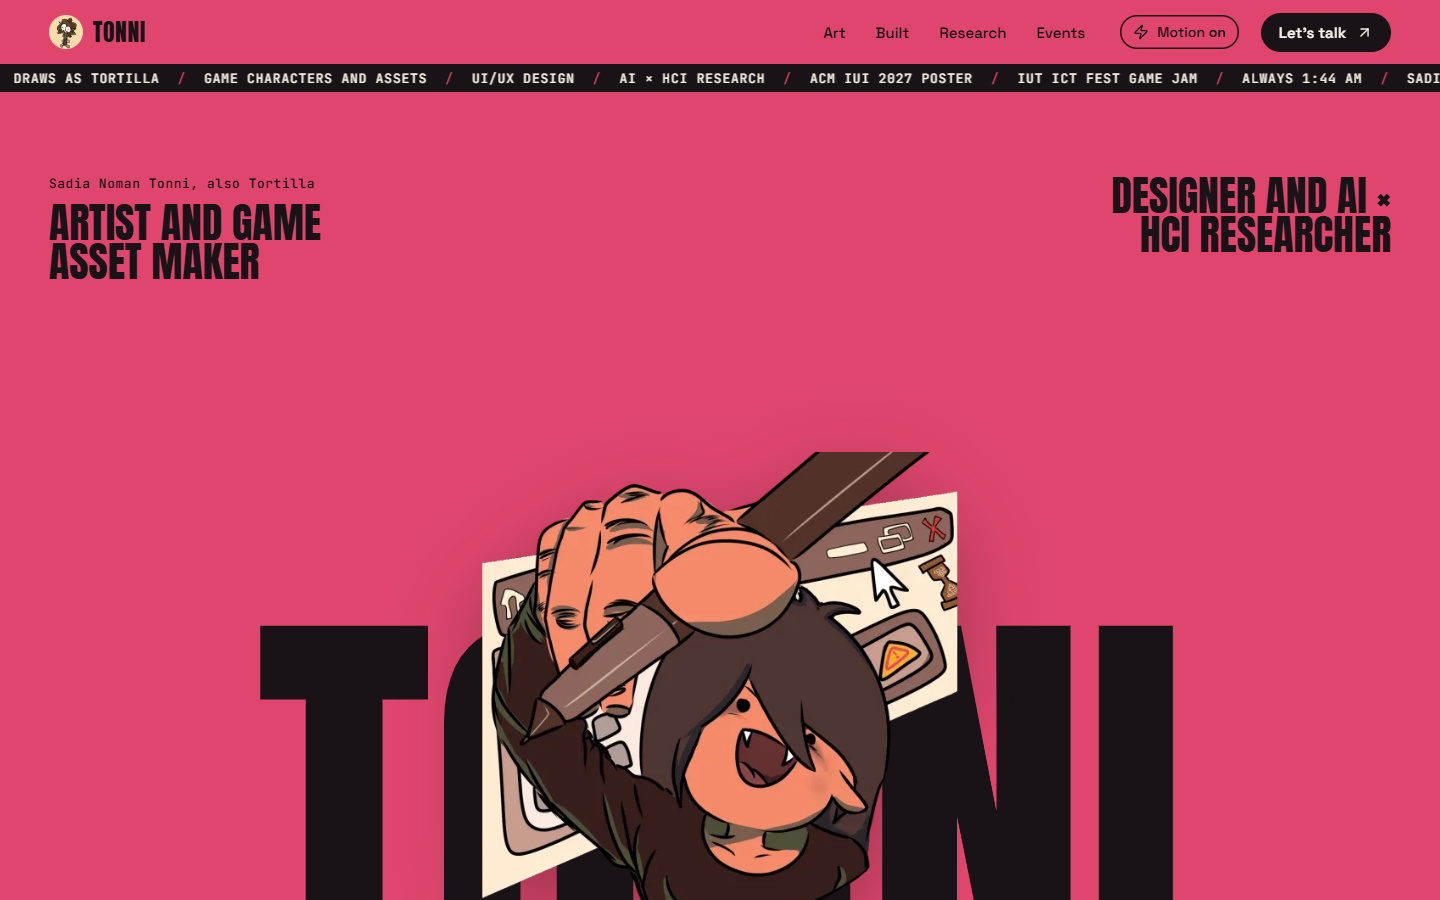 TONNI
Art
Built
Research
Events
Motion on
Let's talk
DRAWS AS TORTILLA / GAME CHARACTERS AND ASSETS / UI/UX DESIGN / AI × HCI RESEARCH / ACM IUI 2027 POSTER / IUT ICT FEST GAME JAM / ALWAYS 1:44 AM / SADI
Sadia Noman Tonni, also Tortilla
ARTIST AND GAME
ASSET MAKER
DESIGNER AND AI ×
HCI RESEARCHER
TONNI